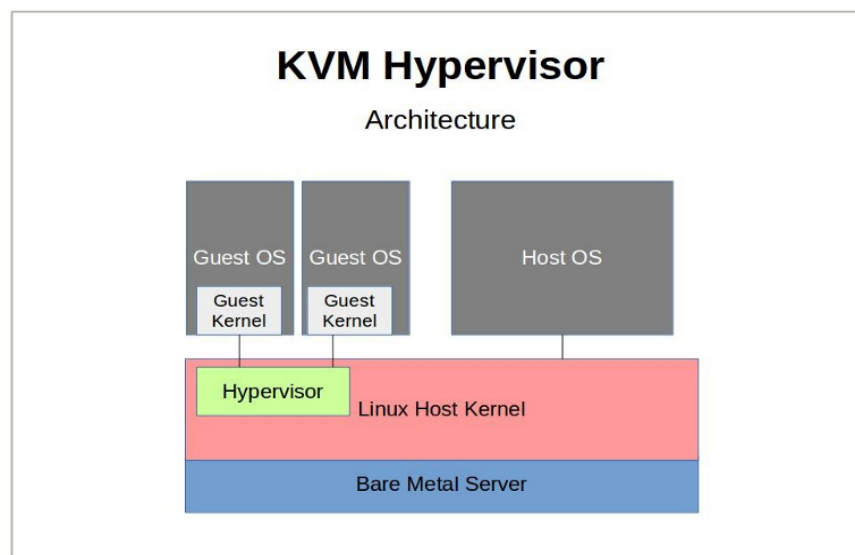 KVM Hypervisor
Architecture
Guest OS
Guest OS
Host OS
Guest
Kernel
Guest
Kernel
Hypervisor
Linux Host Kernel
Bare Metal Server